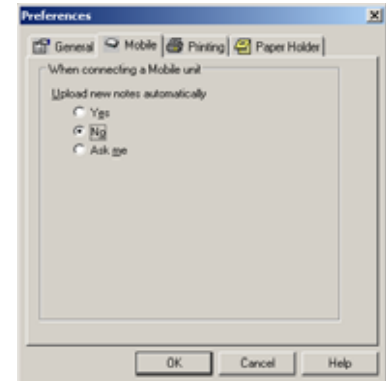 Preferences
General Mobile Printing Paper Holder
When connecting a Mobile unit
Upload new notes automatically
Yes
No
Ask me
OK Cancel Help